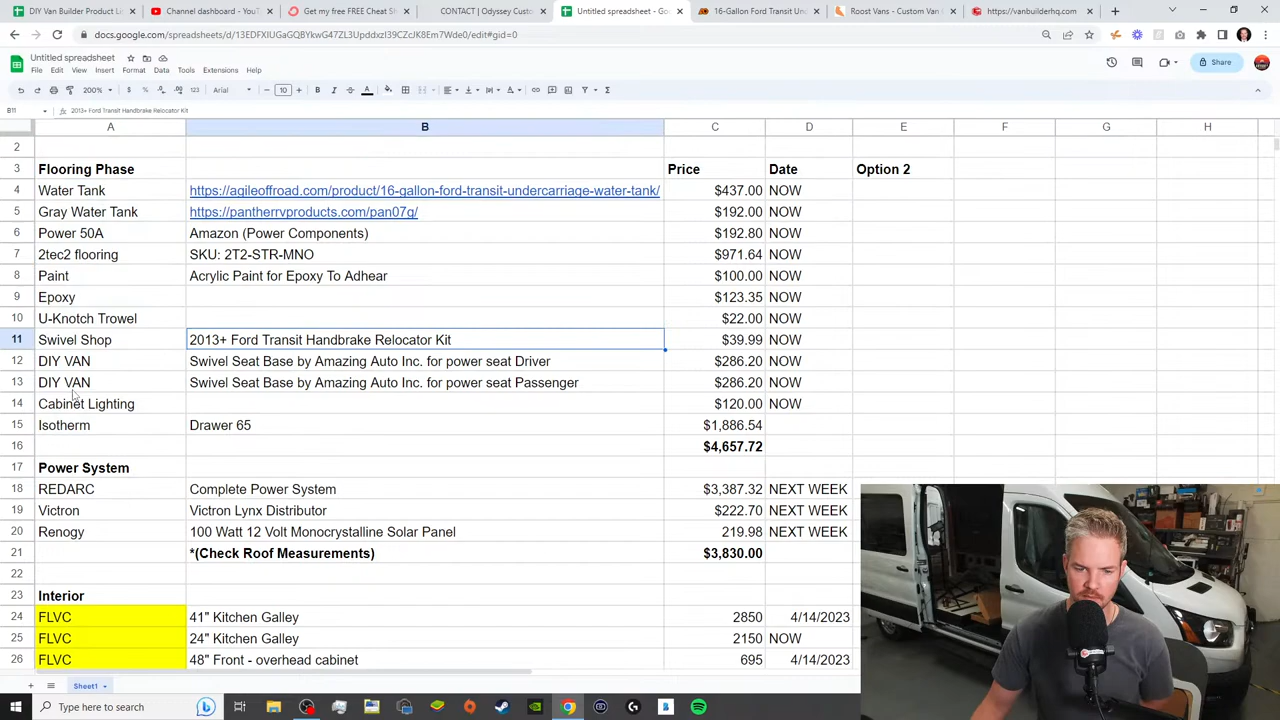 DIY Van Builder Product Li
Channel dashboard - YouT
Get my free FREE Cheat S
CONTACT | Odyssey Custom
Untitled spreadsheet - Goo
16-Gallon Ford Transit Und
Roost Vans - Custom Van C
https://vanbuilderhq.com
docs.google.com/spreadsheets/d/13EDFXIUGaGQBYkwG47ZL3UpddxzI39CZcJK8Em7Wde0/edit#gid=0
Untitled spreadsheet
File Edit View Insert Format Data Tools Extensions Help
Share
200% $ % .0 .00 123 Arial 10 B I A
B11 fx 2013+ Ford Transit Handbrake Relocator Kit
A B C D E F G H
2
3 Flooring Phase Price Date Option 2
4 Water Tank https://agileoffroad.com/product/16-gallon-ford-transit-undercarriage-water-tank/ $437.00 NOW
5 Gray Water Tank https://pantherrvproducts.com/pan07g/ $192.00 NOW
6 Power 50A Amazon (Power Components) $192.80 NOW
7 2tec2 flooring SKU: 2T2-STR-MNO $971.64 NOW
8 Paint Acrylic Paint for Epoxy To Adhear $100.00 NOW
9 Epoxy $123.35 NOW
10 U-Knotch Trowel $22.00 NOW
11 Swivel Shop 2013+ Ford Transit Handbrake Relocator Kit $39.99 NOW
12 DIY VAN Swivel Seat Base by Amazing Auto Inc. for power seat Driver $286.20 NOW
13 DIY VAN Swivel Seat Base by Amazing Auto Inc. for power seat Passenger $286.20 NOW
14 Cabinet Lighting $120.00 NOW
15 Isotherm Drawer 65 $1,886.54
16 $4,657.72
17 Power System
18 REDARC Complete Power System $3,387.32 NEXT WEEK
19 Victron Victron Lynx Distributor $222.70 NEXT WEEK
20 Renogy 100 Watt 12 Volt Monocrystalline Solar Panel 219.98 NEXT WEEK
21 *(Check Roof Measurements) $3,830.00
22
23 Interior
24 FLVC 41" Kitchen Galley 2850 4/14/2023
25 FLVC 24" Kitchen Galley 2150 NOW
26 FLVC 48" Front - overhead cabinet 695 4/14/2023
Sheet1
Type here to search